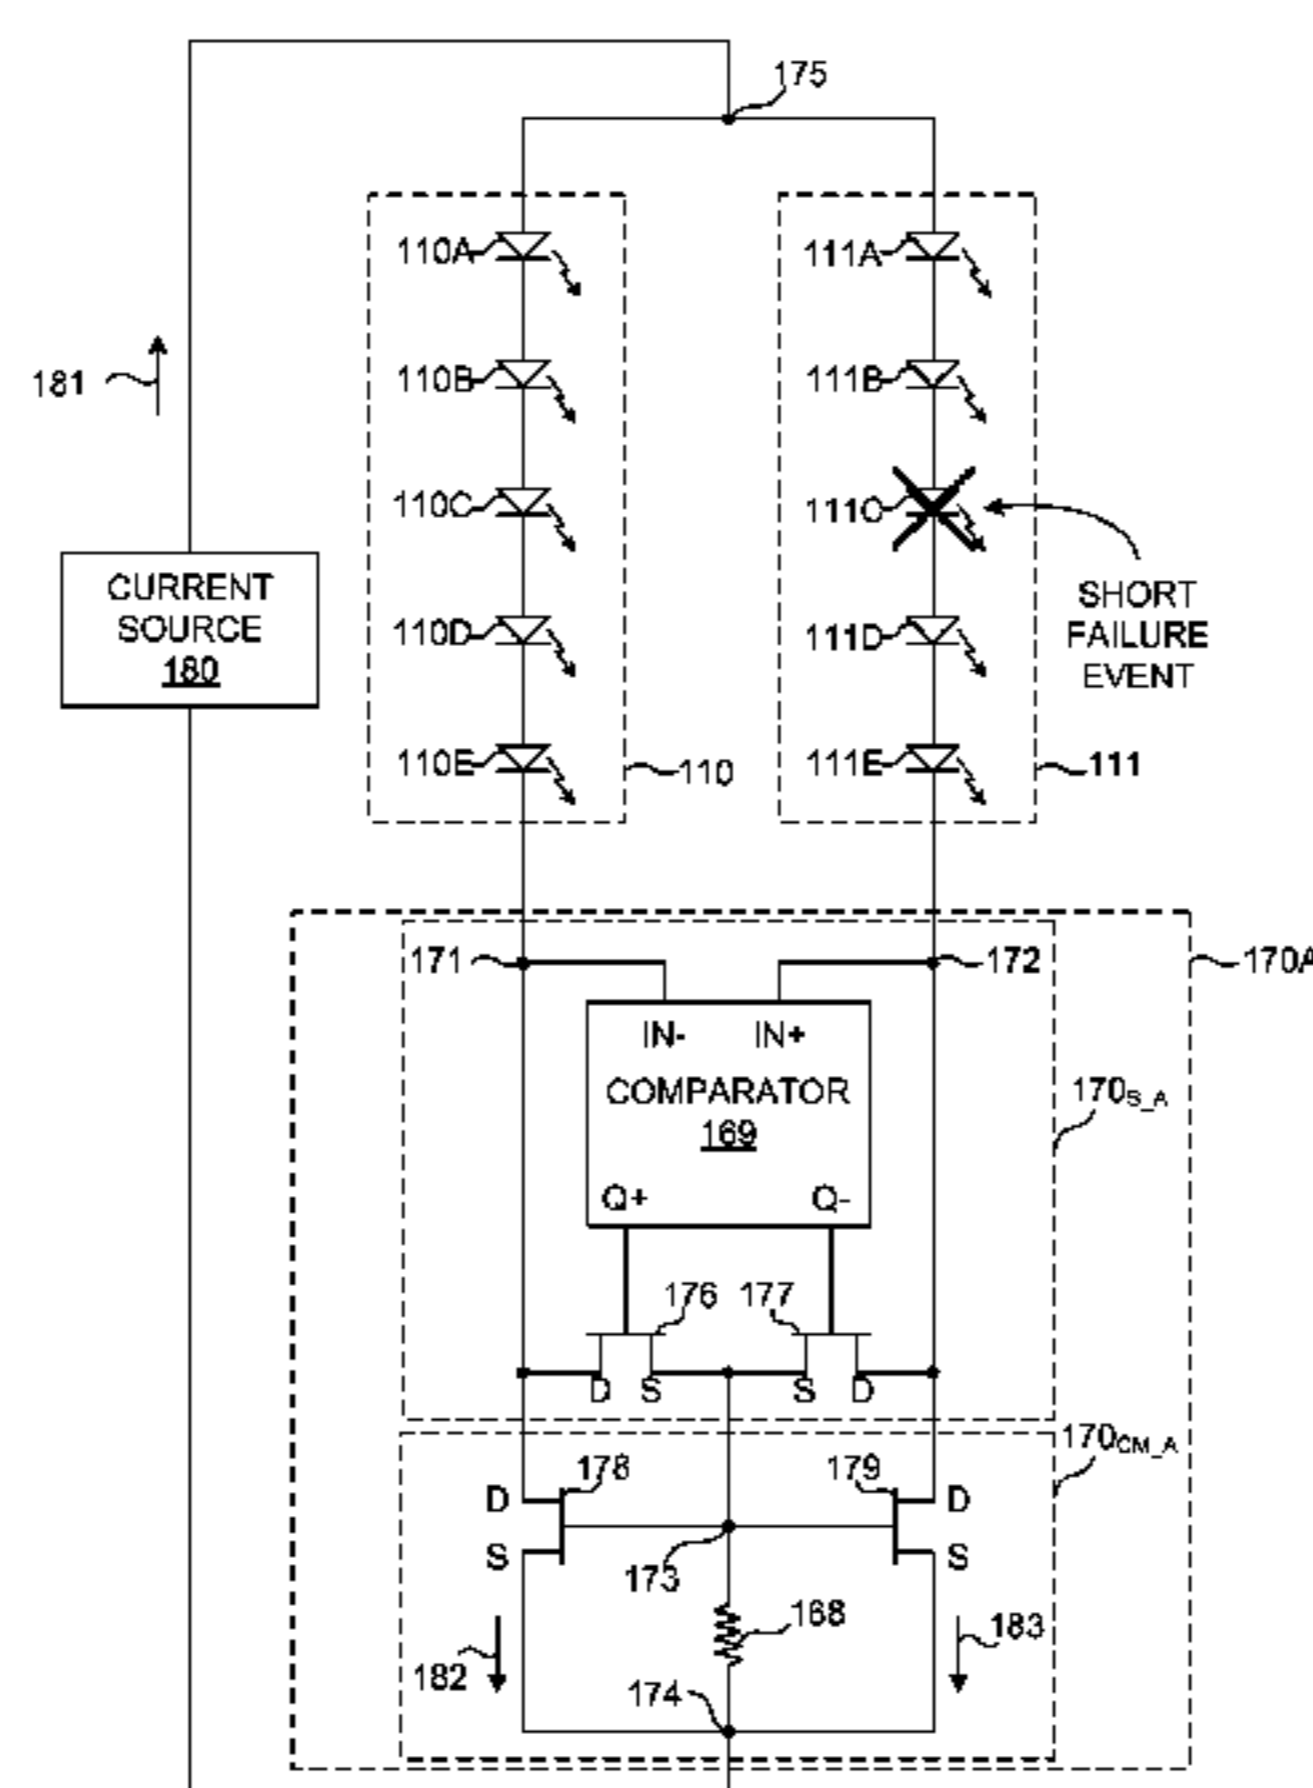 175
110A
111A
181
110B
111B
110C
111C
CURRENT
SOURCE
180
SHORT
FAILURE
EVENT
110D
111D
110E
110
111E
111
171
172
170A
IN- IN+
COMPARATOR
169
170S_A
Q+ Q-
176 177
D S S D
170CM_A
178 179
D D
S S
173
168
182
183
174